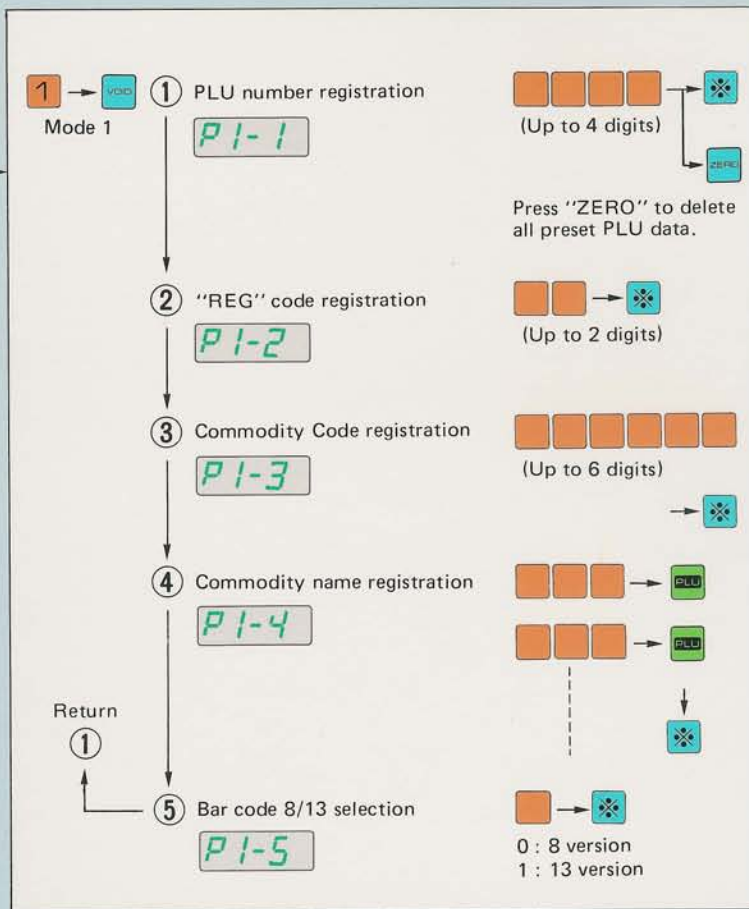 1 VOID ① PLU number registration
Mode 1
P1-1
※
(Up to 4 digits)
ZERO
Press "ZERO" to delete
all preset PLU data.
② "REG" code registration
P1-2
※
(Up to 2 digits)
③ Commodity Code registration
P1-3
(Up to 6 digits)
※
④ Commodity name registration
P1-4
PLU
PLU
※
Return
①
⑤ Bar code 8/13 selection
P1-5
※
0 : 8 version
1 : 13 version